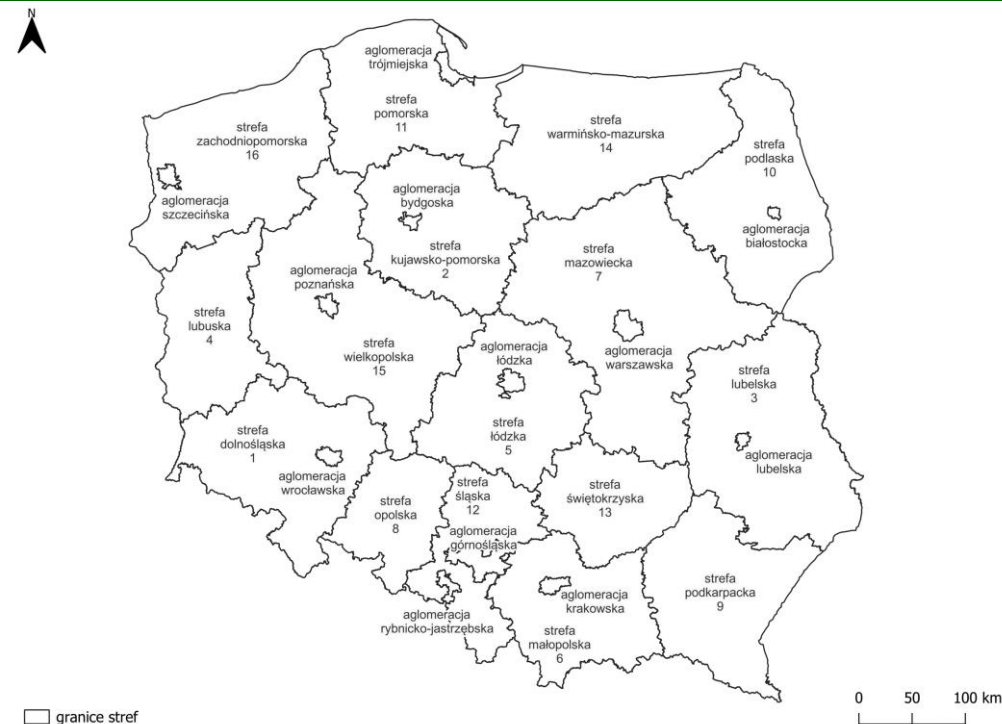 N
aglomeracja
trójmiejska
strefa
pomorska
11
strefa
zachodniopomorska
16
aglomeracja
szczecińska
strefa
warmińsko-mazurska
14
strefa
podlaska
10
aglomeracja
białostocka
aglomeracja
bydgoska
strefa
kujawsko-pomorska
2
strefa
mazowiecka
7
aglomeracja
warszawska
aglomeracja
poznańska
strefa
wielkopolska
15
strefa
lubuska
4
aglomeracja
łódzka
strefa
łódzka
5
strefa
lubelska
3
aglomeracja
lubelska
strefa
dolnośląska
1
aglomeracja
wrocławska
strefa
opolska
8
strefa
śląska
12
aglomeracja
górnośląska
strefa
świętokrzyska
13
aglomeracja
rybnicko-jastrzębska
aglomeracja
krakowska
strefa
małopolska
6
strefa
podkarpacka
9
granice stref
0 50 100 km